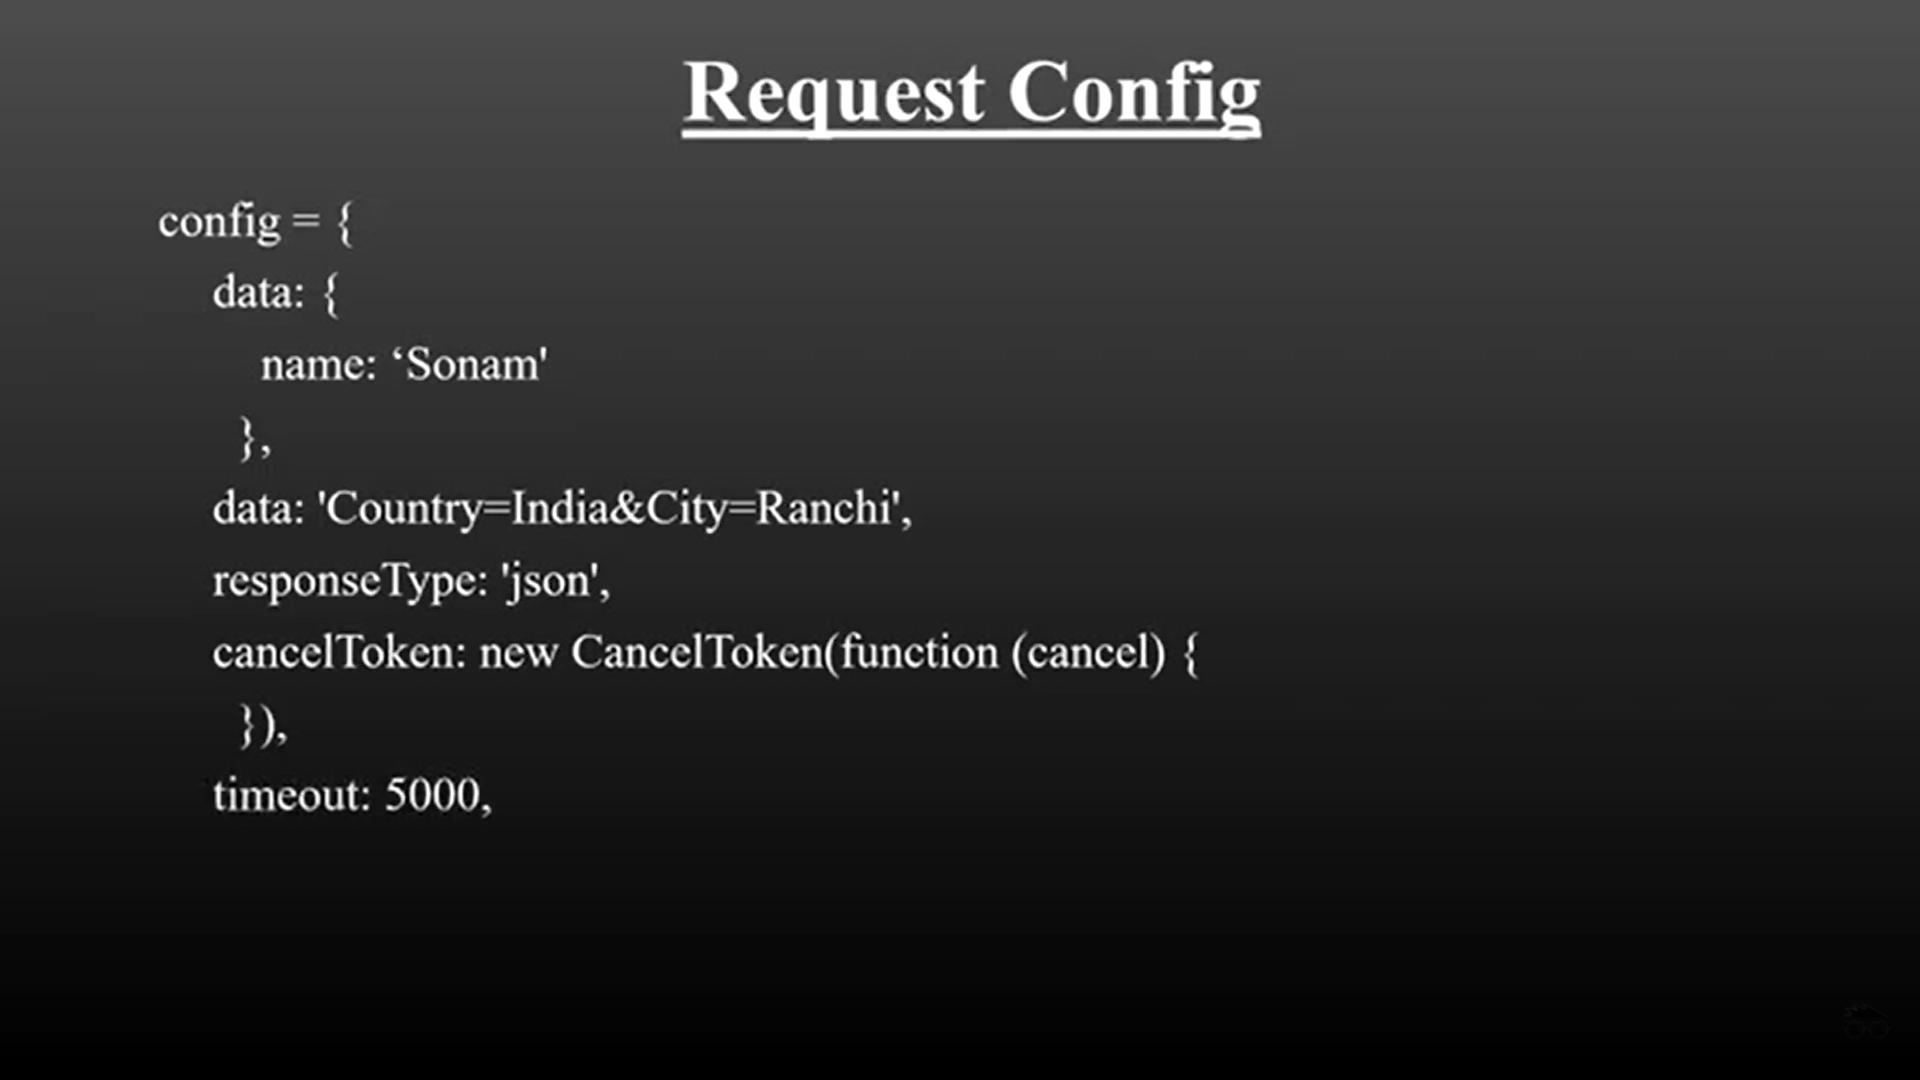 Request Config
config = {
data: {
name: ‘Sonam'
},
data: 'Country=India&City=Ranchi',
responseType: 'json',
cancelToken: new CancelToken(function (cancel) {
}),
timeout: 5000,